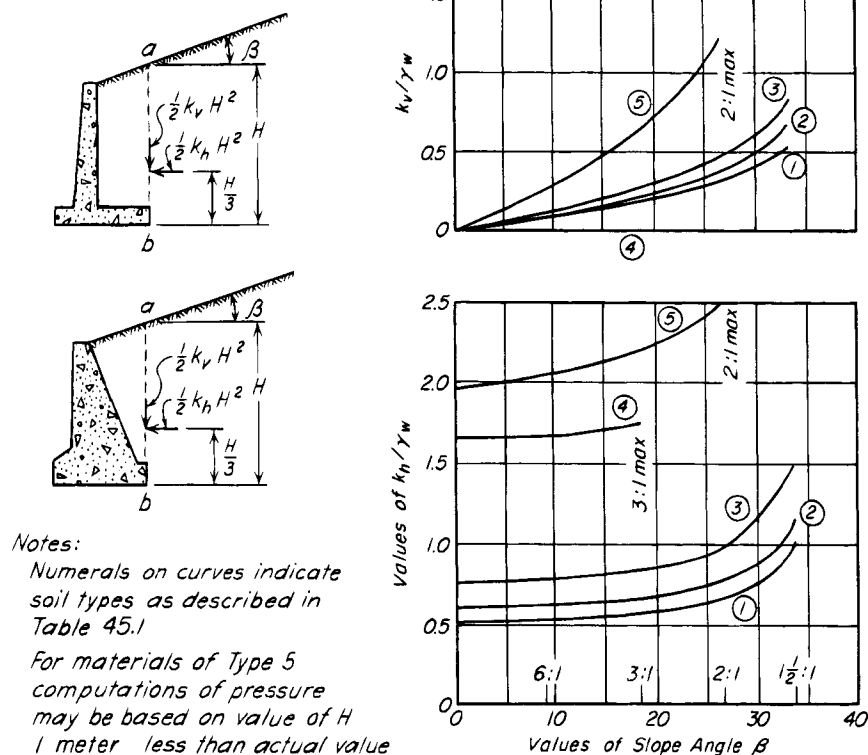 a
β
½ kᵥ H²
½ kₕ H²
H
H/3
b
a
β
½ kᵥ H²
½ kₕ H²
H
H/3
b
Notes:
Numerals on curves indicate
soil types as described in
Table 45.1
For materials of Type 5
computations of pressure
may be based on value of H
1 meter less than actual value
kᵥ/γw
1.0
0.5
0
⑤
2:1 max
③
②
①
④
Values of kₕ/γw
2.5
2.0
1.5
1.0
0.5
⑤
2:1 max
④
3:1 max
③
②
①
6:1
3:1
2:1
1½:1
0
10
20
30
40
Values of Slope Angle β